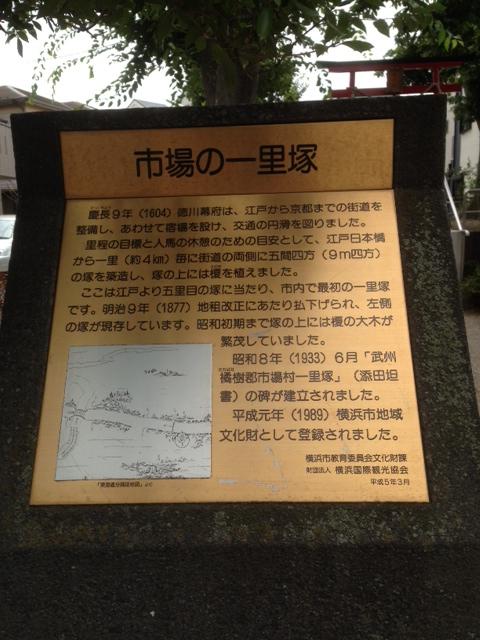 市場の一里塚
慶長9年（1604）徳川幕府は、江戸から京都までの街道を
整備し、あわせて宿場を設け、交通の円滑を図りました。
里程の目標と人馬の休憩のための目安として、江戸日本橋
から一里（約4㎞）毎に街道の両側に五間四方（9m四方）
の塚を築造し、塚の上には榎を植えました。
ここは江戸より五里目の塚に当たり、市内で最初の一里塚
です。明治9年（1877）地租改正にあたり払下げられ、左側
の塚が現存しています。昭和初期まで塚の上には榎の大木が
繁茂していました。
昭和8年（1933）6月「武州
橘樹郡市場村一里塚」（添田坦
書）の碑が建立されました。
平成元年（1989）横浜市地域
文化財として登録されました。
横浜市教育委員会文化財課
財団法人 横浜国際観光協会
平成5年3月